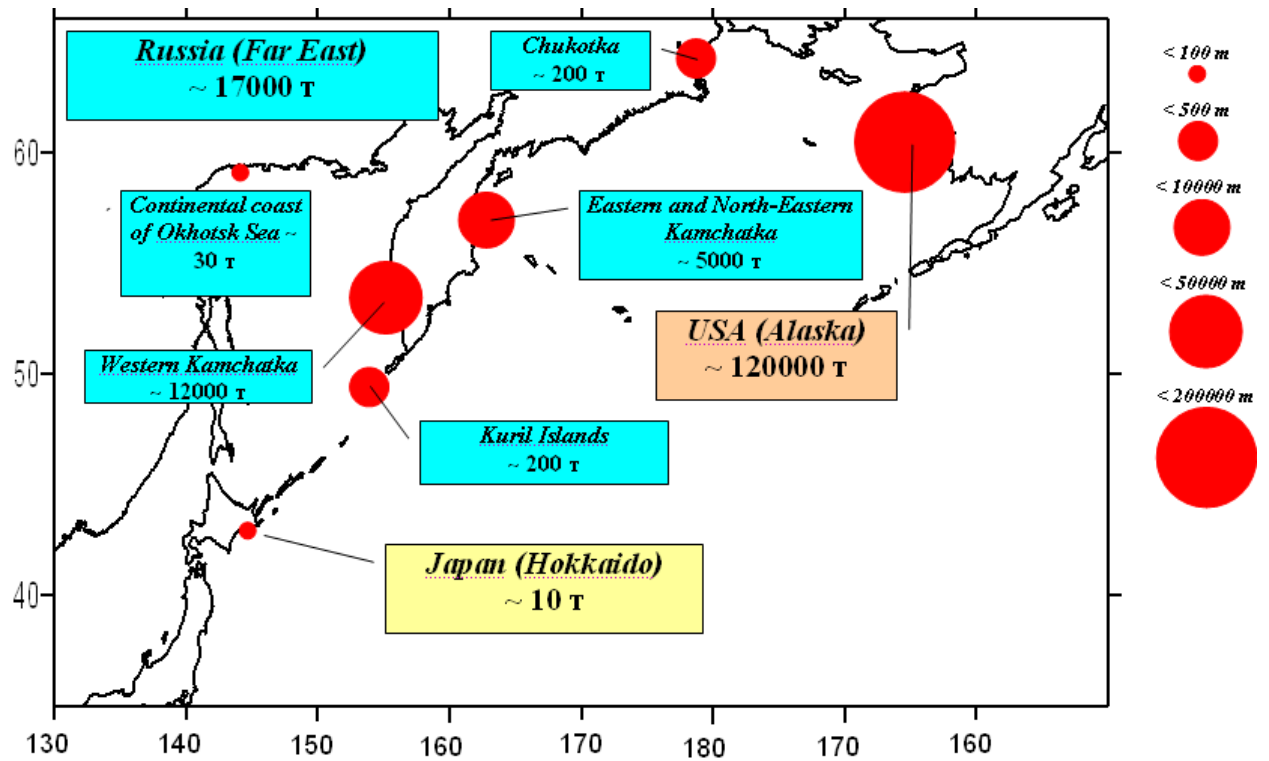 Russia (Far East)
~ 17000 т
Chukotka
~ 200 т
Continental coast
of Okhotsk Sea ~
30 т
Eastern and North-Eastern
Kamchatka
~ 5000 т
Western Kamchatka
~ 12000 т
USA (Alaska)
~ 120000 т
Kuril Islands
~ 200 т
Japan (Hokkaido)
~ 10 т
< 100 m
< 500 m
< 10000 m
< 50000 m
< 200000 m
60
50
40
130
140
150
160
170
180
170
160